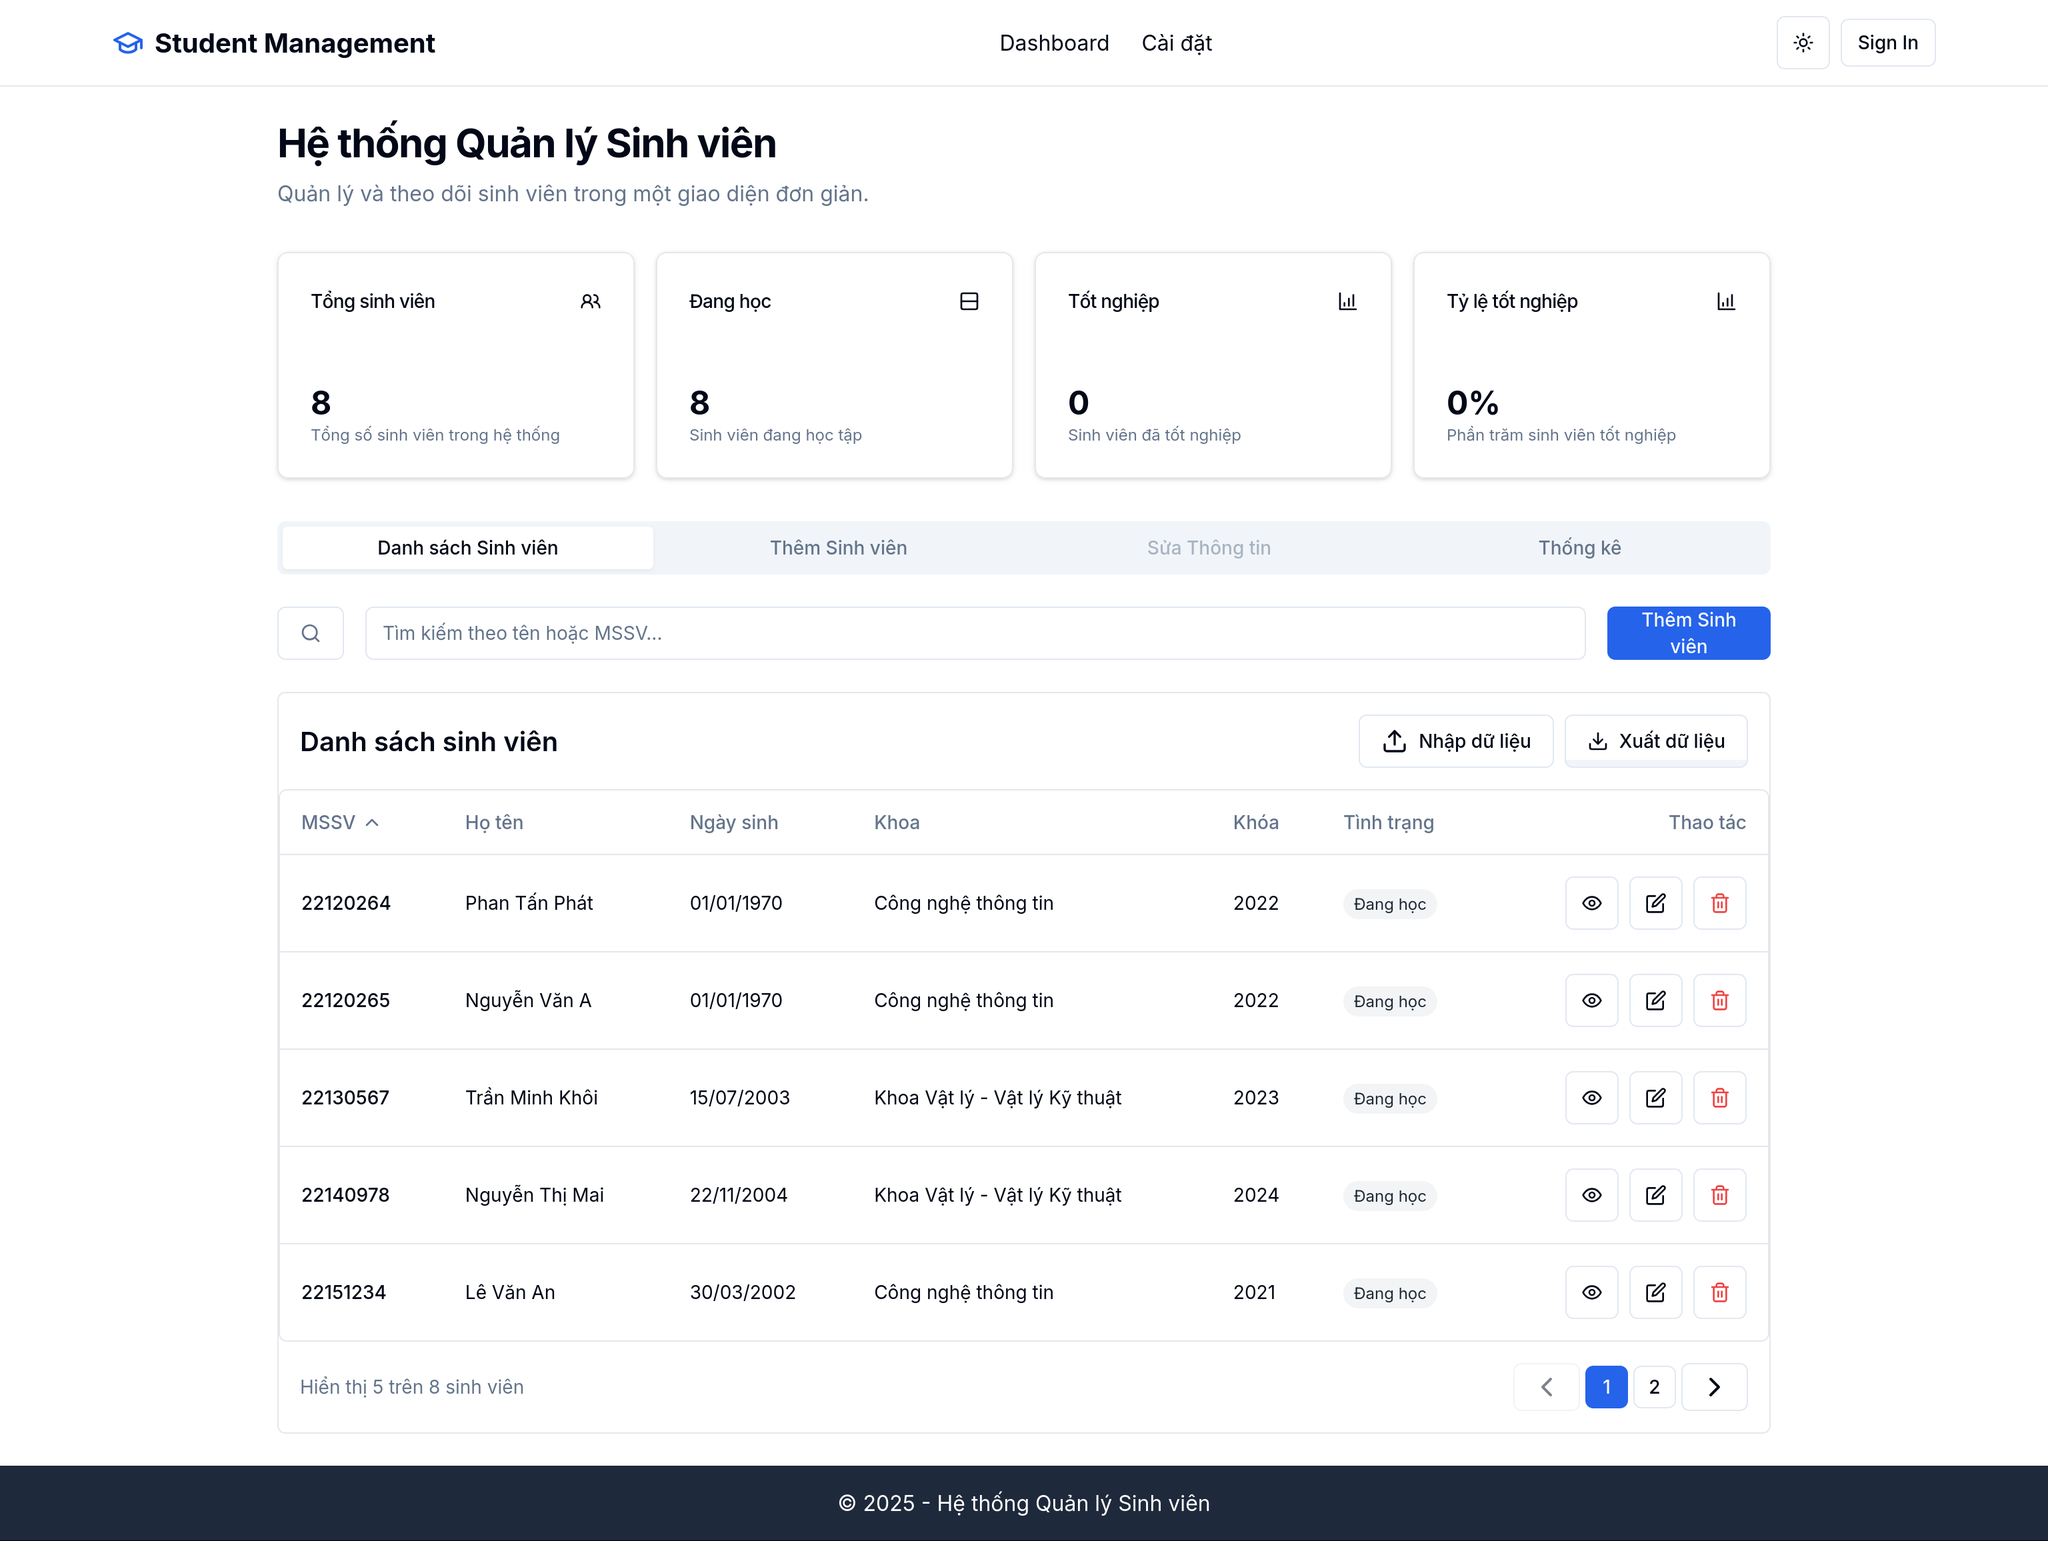 Student Management
Dashboard
Cài đặt
Sign In
Hệ thống Quản lý Sinh viên
Quản lý và theo dõi sinh viên trong một giao diện đơn giản.
Tổng sinh viên
8
Tổng số sinh viên trong hệ thống
Đang học
8
Sinh viên đang học tập
Tốt nghiệp
0
Sinh viên đã tốt nghiệp
Tỷ lệ tốt nghiệp
0%
Phần trăm sinh viên tốt nghiệp
Danh sách Sinh viên
Thêm Sinh viên
Sửa Thông tin
Thống kê
Tìm kiếm theo tên hoặc MSSV...
Thêm Sinh
viên
Danh sách sinh viên
Nhập dữ liệu
Xuất dữ liệu
MSSV Họ tên Ngày sinh Khoa Khóa Tình trạng Thao tác
22120264 Phan Tấn Phát 01/01/1970 Công nghệ thông tin 2022 Đang học
22120265 Nguyễn Văn A 01/01/1970 Công nghệ thông tin 2022 Đang học
22130567 Trần Minh Khôi 15/07/2003 Khoa Vật lý - Vật lý Kỹ thuật 2023 Đang học
22140978 Nguyễn Thị Mai 22/11/2004 Khoa Vật lý - Vật lý Kỹ thuật 2024 Đang học
22151234 Lê Văn An 30/03/2002 Công nghệ thông tin 2021 Đang học
Hiển thị 5 trên 8 sinh viên
1 2
© 2025 - Hệ thống Quản lý Sinh viên